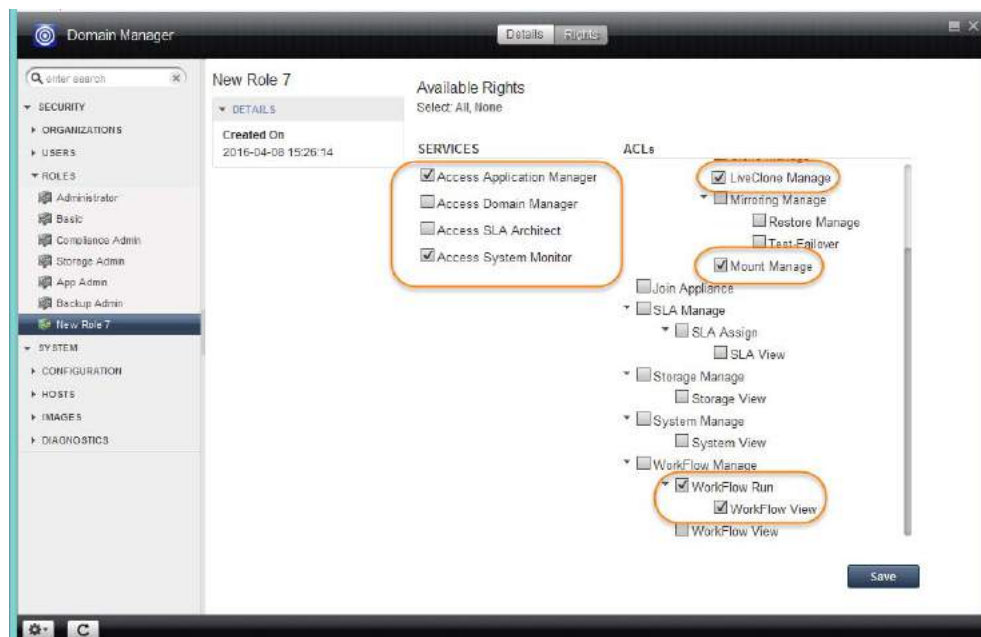 Domain Manager
Details Rights
enter search
SECURITY
ORGANIZATIONS
USERS
ROLES
Administrator
Basic
Compliance Admin
Storage Admin
App Admin
Backup Admin
New Role 7
SYSTEM
CONFIGURATION
HOSTS
IMAGES
DIAGNOSTICS
New Role 7
DETAILS
Created On
2016-04-08 15:26:14
Available Rights
Select: All, None
SERVICES
Access Application Manager
Access Domain Manager
Access SLA Architect
Access System Monitor
ACLs
LiveClone Manage
Mirroring Manage
Restore Manage
Test-Failover
Mount Manage
Join Appliance
SLA Manage
SLA Assign
SLA View
Storage Manage
Storage View
System Manage
System View
WorkFlow Manage
WorkFlow Run
WorkFlow View
WorkFlow View
Save